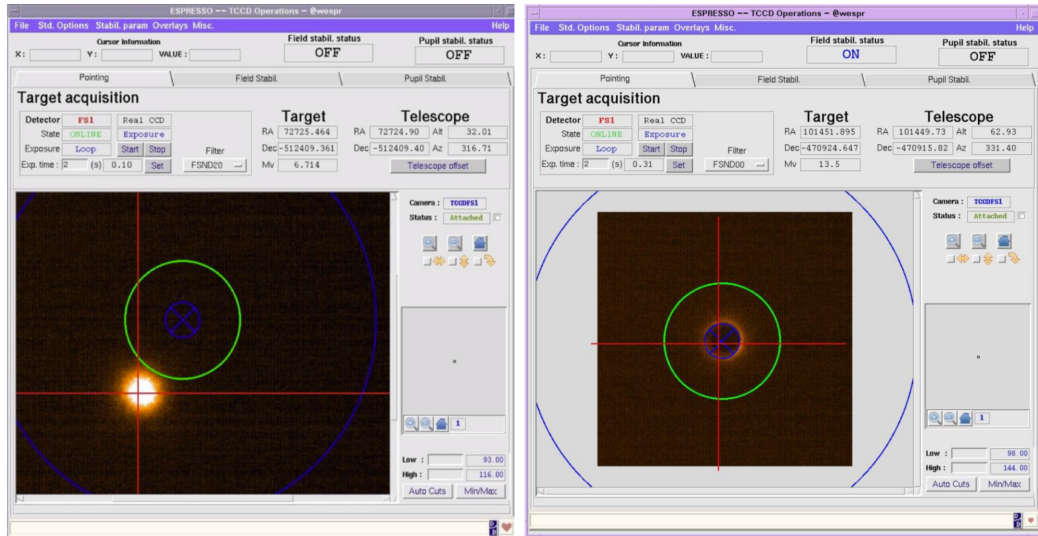 ESPRESSO -- TCCD Operations - @wespr
File Std. Options Stabil. param Overlays Misc. Help
Cursor Information
X: Y: VALUE:
Field stabil. status
OFF
Pupil stabil. status
OFF
Pointing Field Stabil. Pupil Stabil.
Target acquisition
Detector FS1 Real CCD
State ONLINE Exposure
Exposure Loop Start Stop Filter
Exp. time: 2 (s) 0.10 Set FSND20
Target
RA 72725.464
Dec -512409.361
Mv 6.714
Telescope
RA 72724.90 Alt 32.01
Dec -512409.40 Az 316.71
Telescope offset
Camera: TCCDFS1
Status: Attached
1
Low : 93.00
High : 116.00
Auto Cuts Min/Max
ESPRESSO -- TCCD Operations - @wespr
File Std. Options Stabil. param Overlays Misc. Help
Cursor Information
X: Y: VALUE:
Field stabil. status
ON
Pupil stabil. status
OFF
Pointing Field Stabil. Pupil Stabil.
Target acquisition
Detector FS1 Real CCD
State ONLINE Exposure
Exposure Loop Start Stop Filter
Exp. time: 2 (s) 0.31 Set FSND00
Target
RA 101451.895
Dec -470924.647
Mv 13.5
Telescope
RA 101449.73 Alt 62.93
Dec -470915.82 Az 331.40
Telescope offset
Camera: TCCDFS1
Status: Attached
1
Low : 98.00
High : 144.00
Auto Cuts Min/Max